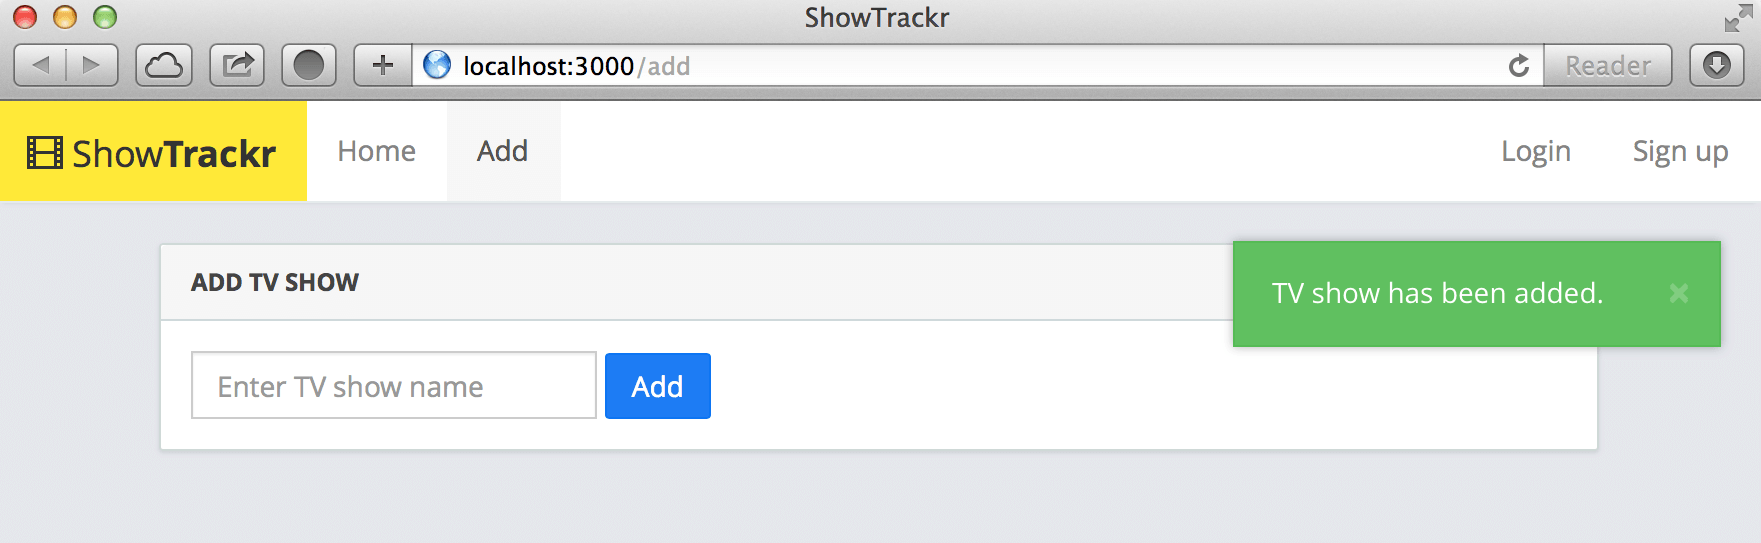 ShowTrackr
localhost:3000/add
Reader
ShowTrackr
Home
Add
Login
Sign up
ADD TV SHOW
TV show has been added.
×
Enter TV show name
Add